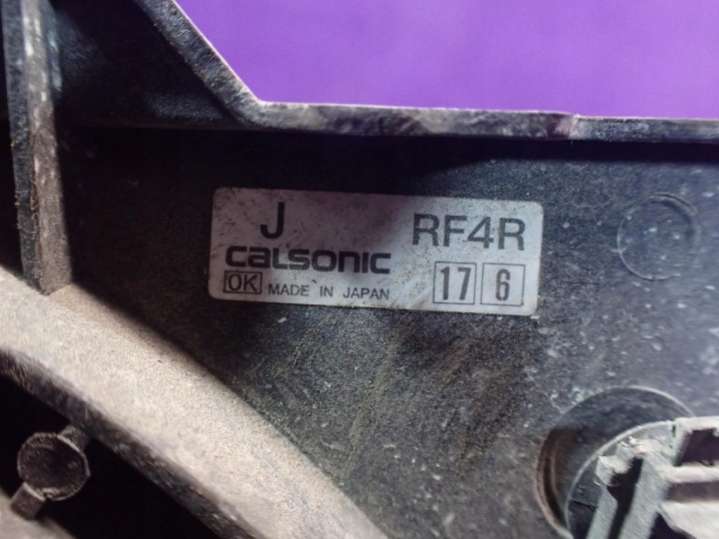 J RF4R
calsonic
OK MADE IN JAPAN 17 6